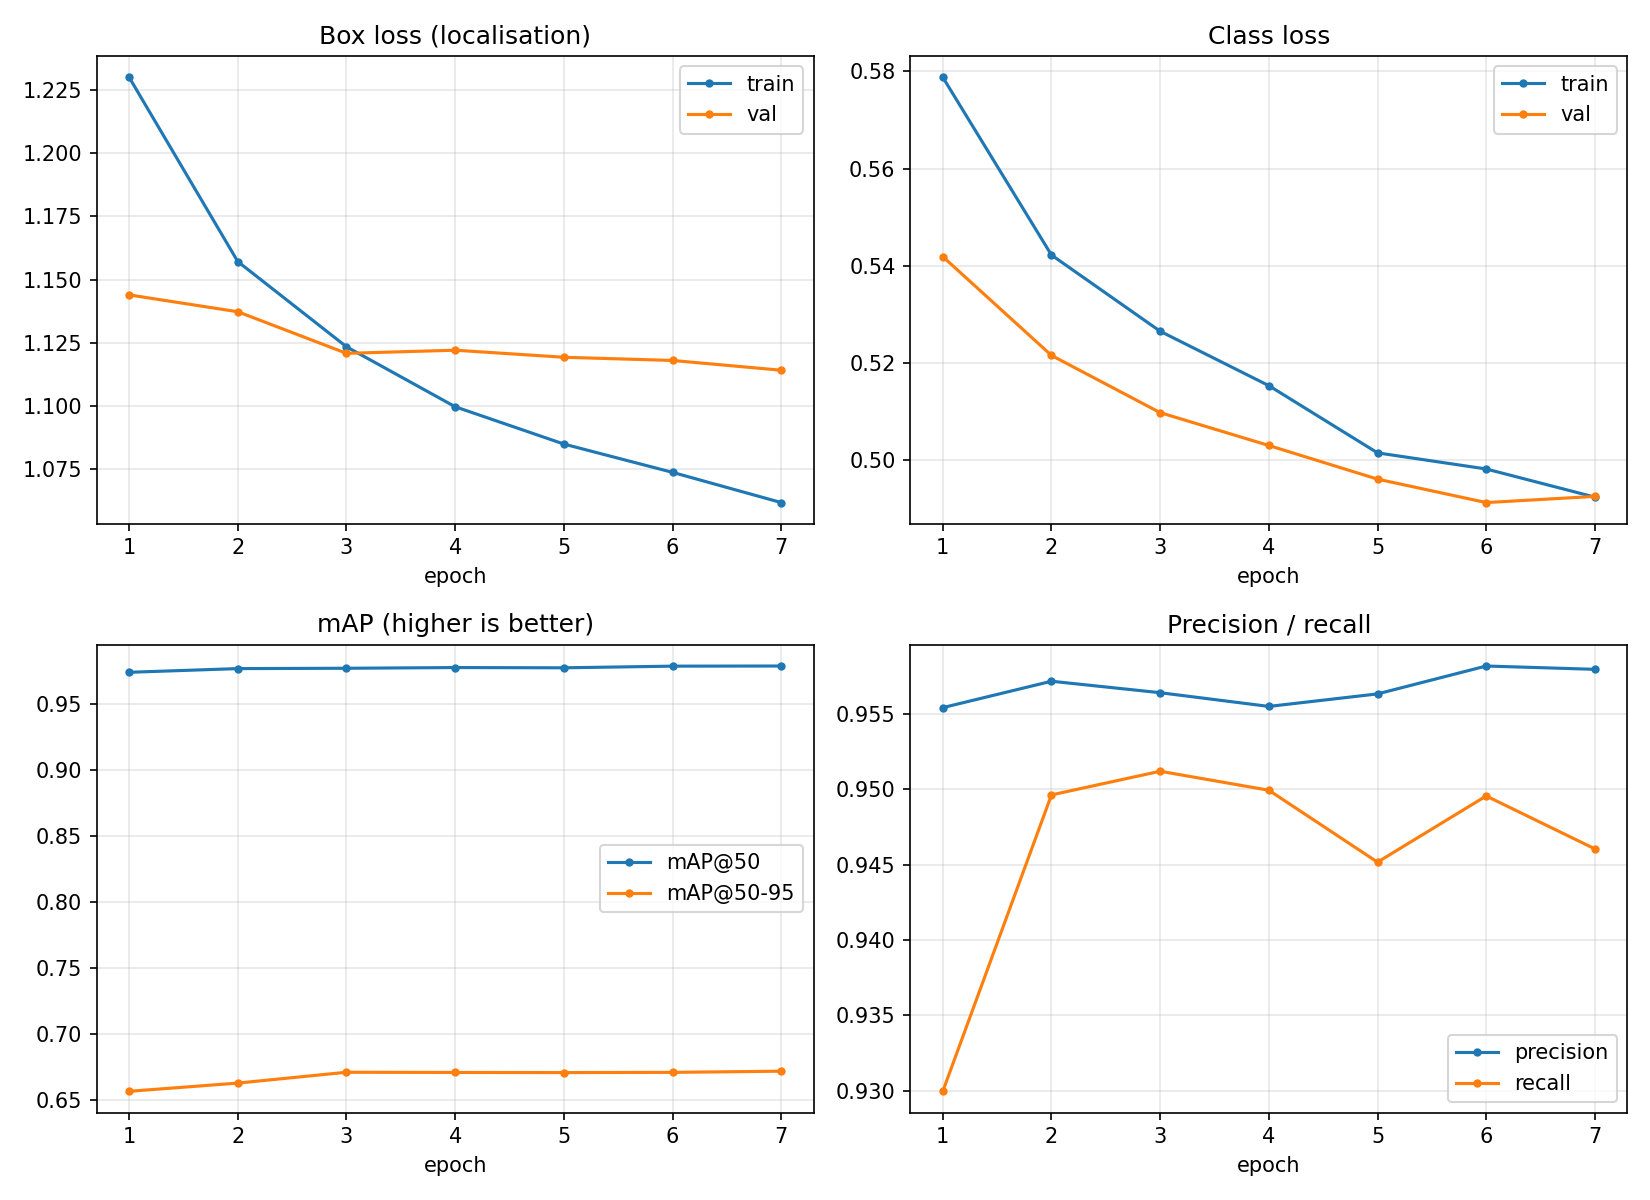 Box loss (localisation)
1.225
1.200
1.175
1.150
1.125
1.100
1.075
train
val
1 2 3 4 5 6 7
epoch
Class loss
0.58
0.56
0.54
0.52
0.50
train
val
1 2 3 4 5 6 7
epoch
mAP (higher is better)
0.95
0.90
0.85
0.80
0.75
0.70
0.65
mAP@50
mAP@50-95
1 2 3 4 5 6 7
epoch
Precision / recall
0.955
0.950
0.945
0.940
0.935
0.930
precision
recall
1 2 3 4 5 6 7
epoch